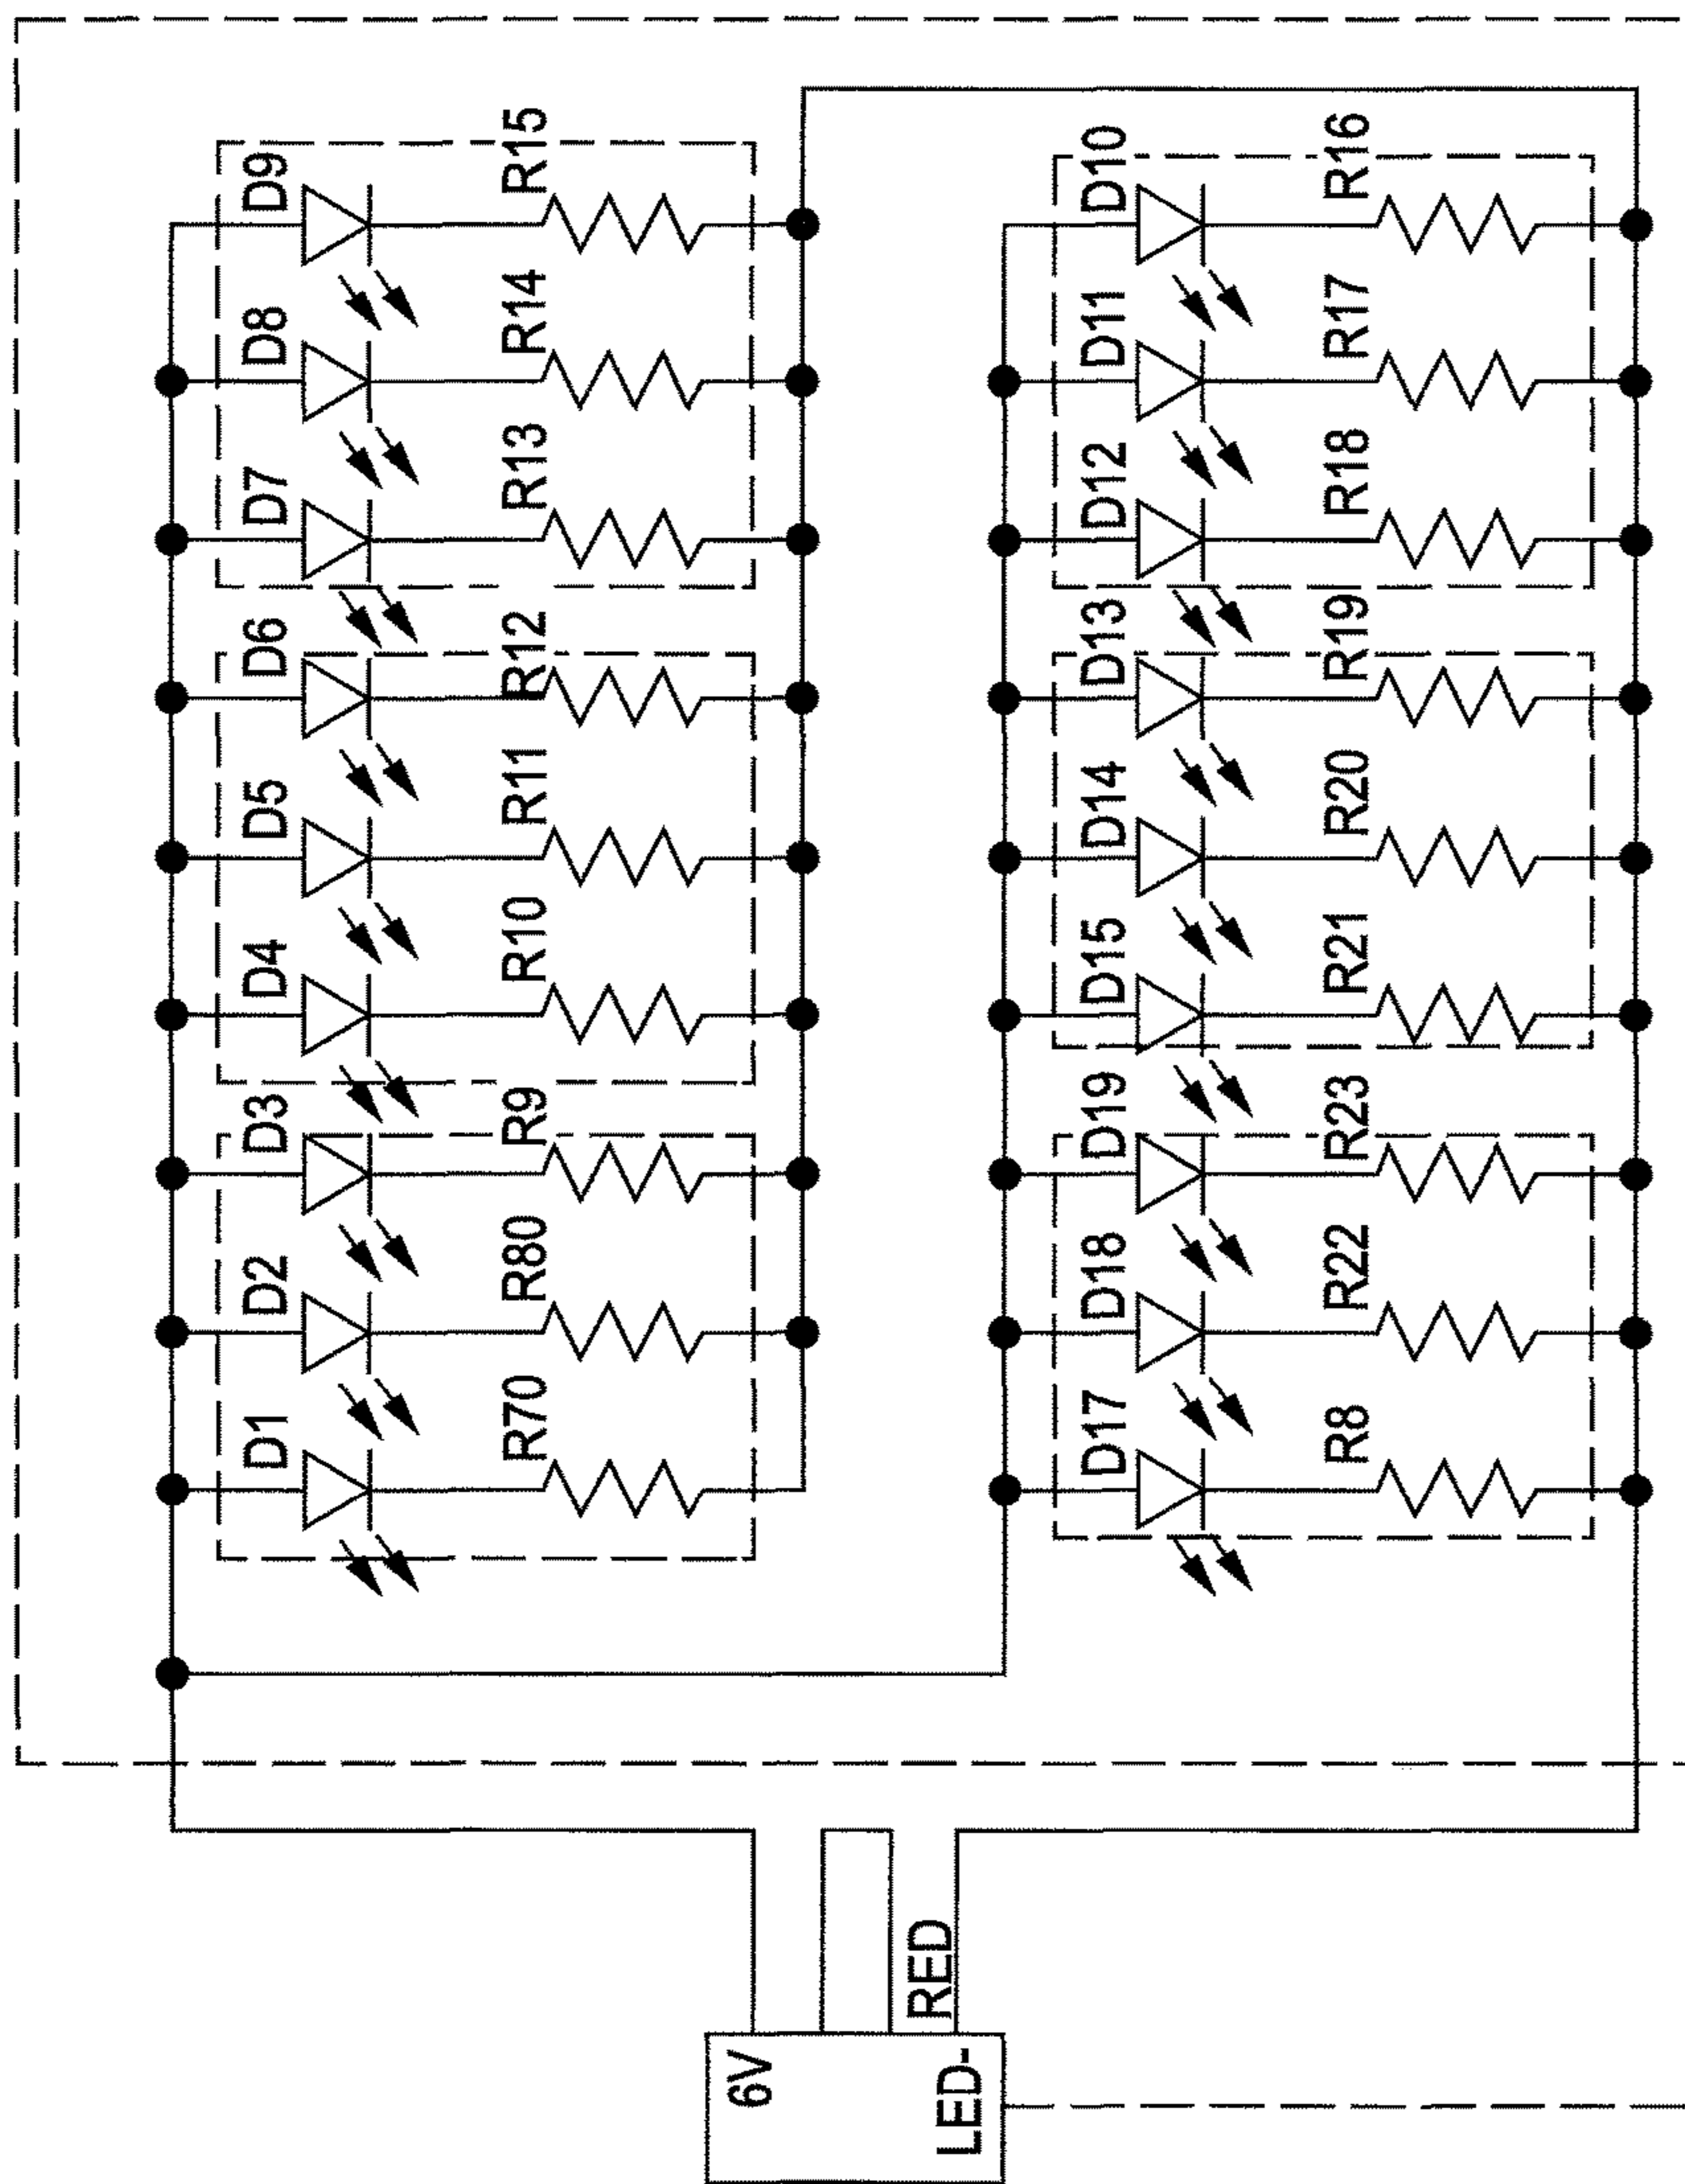 D1
D2
D3
D4
D5
D6
D7
D8
D9
R70
R80
R9
R10
R11
R12
R13
R14
R15
6V
RED
LED-
D17
D18
D19
D15
D14
D13
D12
D11
D10
R8
R22
R23
R21
R20
R19
R18
R17
R16